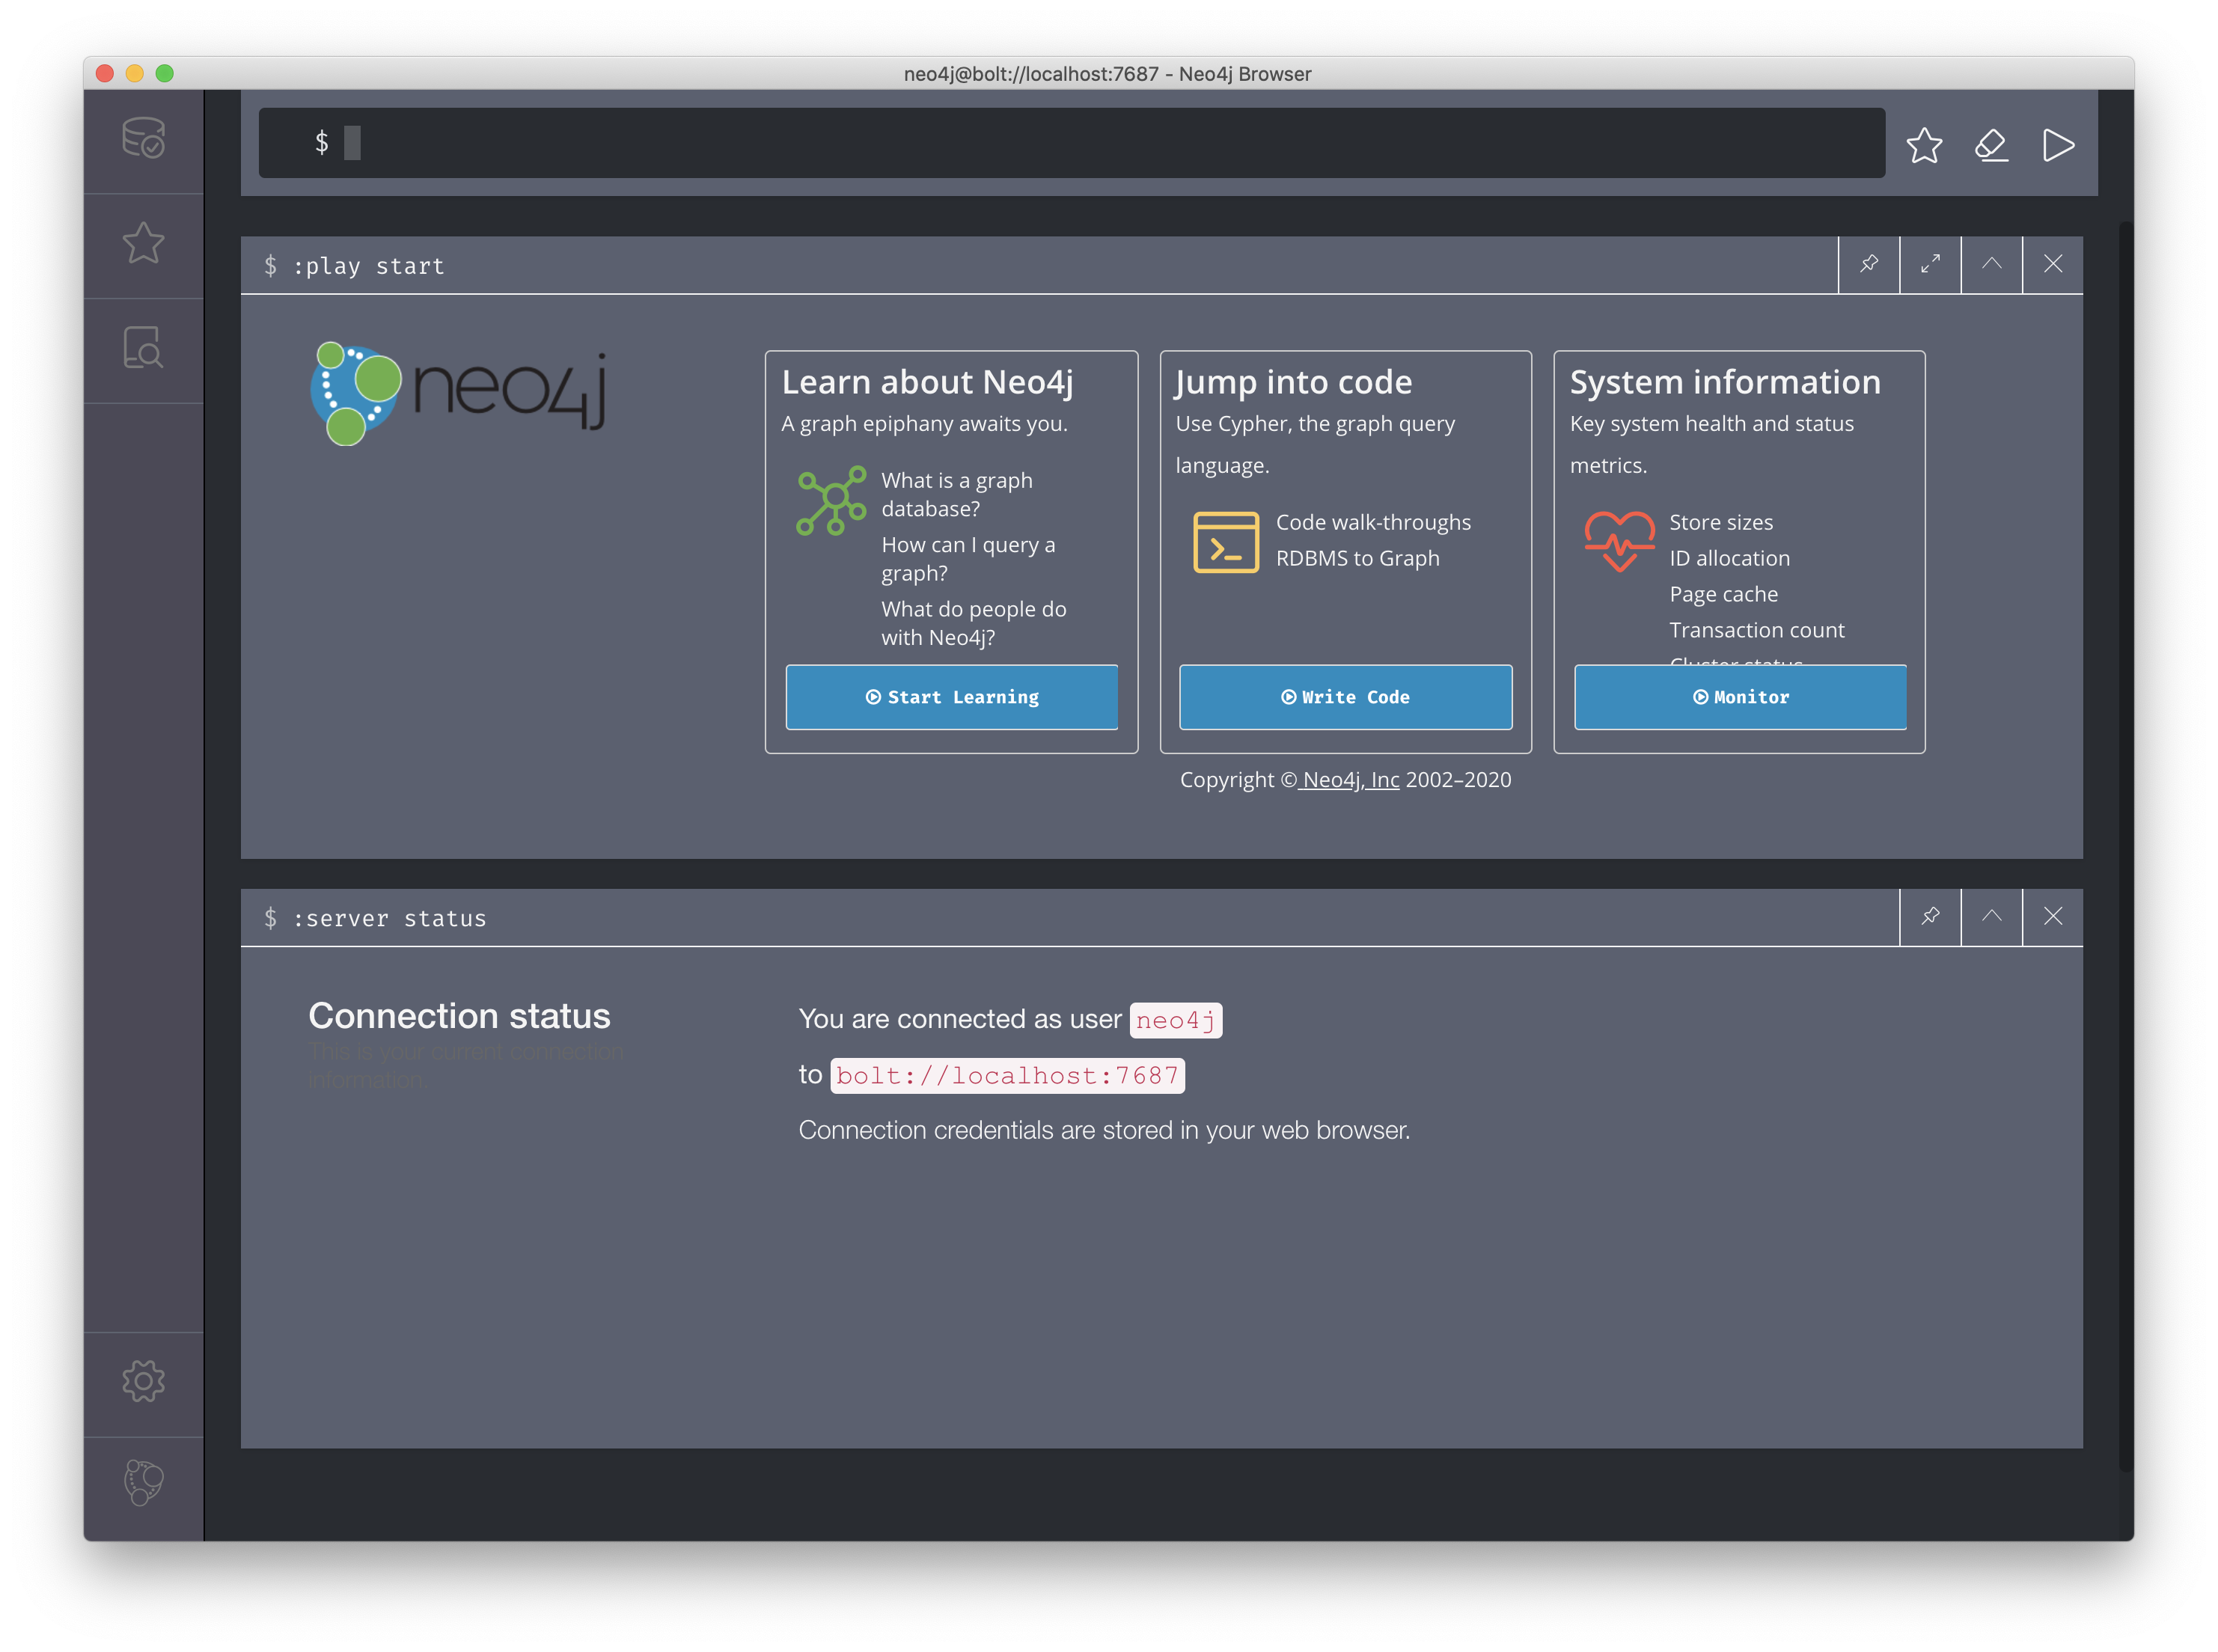 neo4j@bolt://localhost:7687 - Neo4j Browser
$
$ :play start
neo4j
Learn about Neo4j
A graph epiphany awaits you.
What is a graph
database?
How can I query a
graph?
What do people do
with Neo4j?
Start Learning
Jump into code
Use Cypher, the graph query
language.
Code walk-throughs
RDBMS to Graph
Write Code
System information
Key system health and status
metrics.
Store sizes
ID allocation
Page cache
Transaction count
Cluster status
Monitor
Copyright © Neo4j, Inc 2002–2020
$ :server status
Connection status
This is your current connection
information.
You are connected as user neo4j
to bolt://localhost:7687
Connection credentials are stored in your web browser.